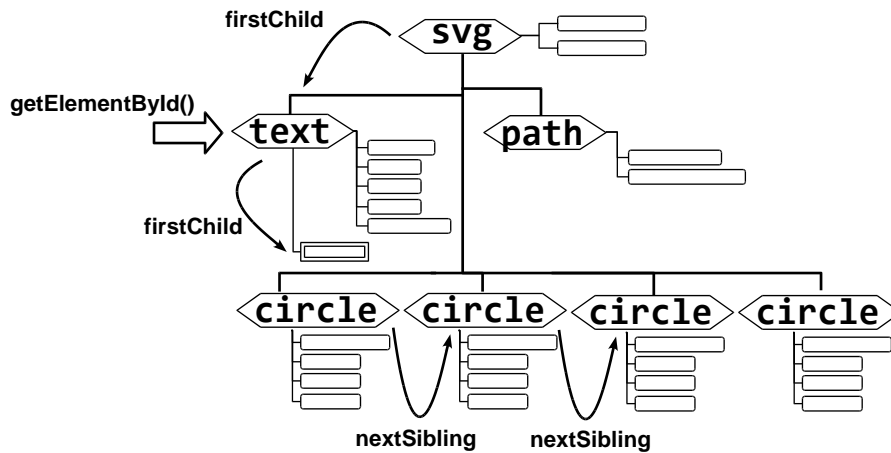 firstChild
svg
getElementById()
text
path
firstChild
circle
circle
circle
circle
nextSibling
nextSibling